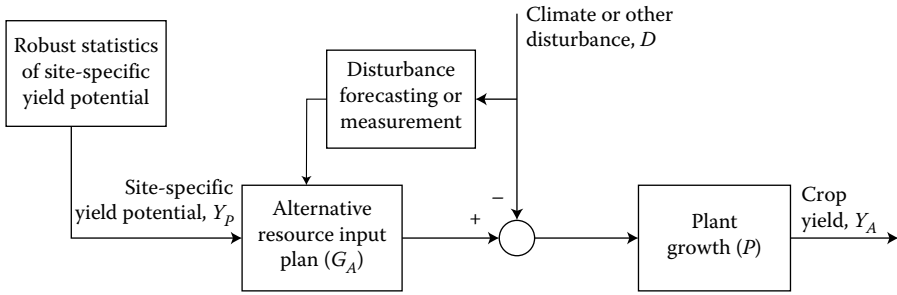 Robust statistics
of site-specific
yield potential
Climate or other
disturbance, D
Disturbance
forecasting or
measurement
Site-specific
yield potential, Y_P
Alternative
resource input
plan (G_A)
+
−
Plant
growth (P)
Crop
yield, Y_A